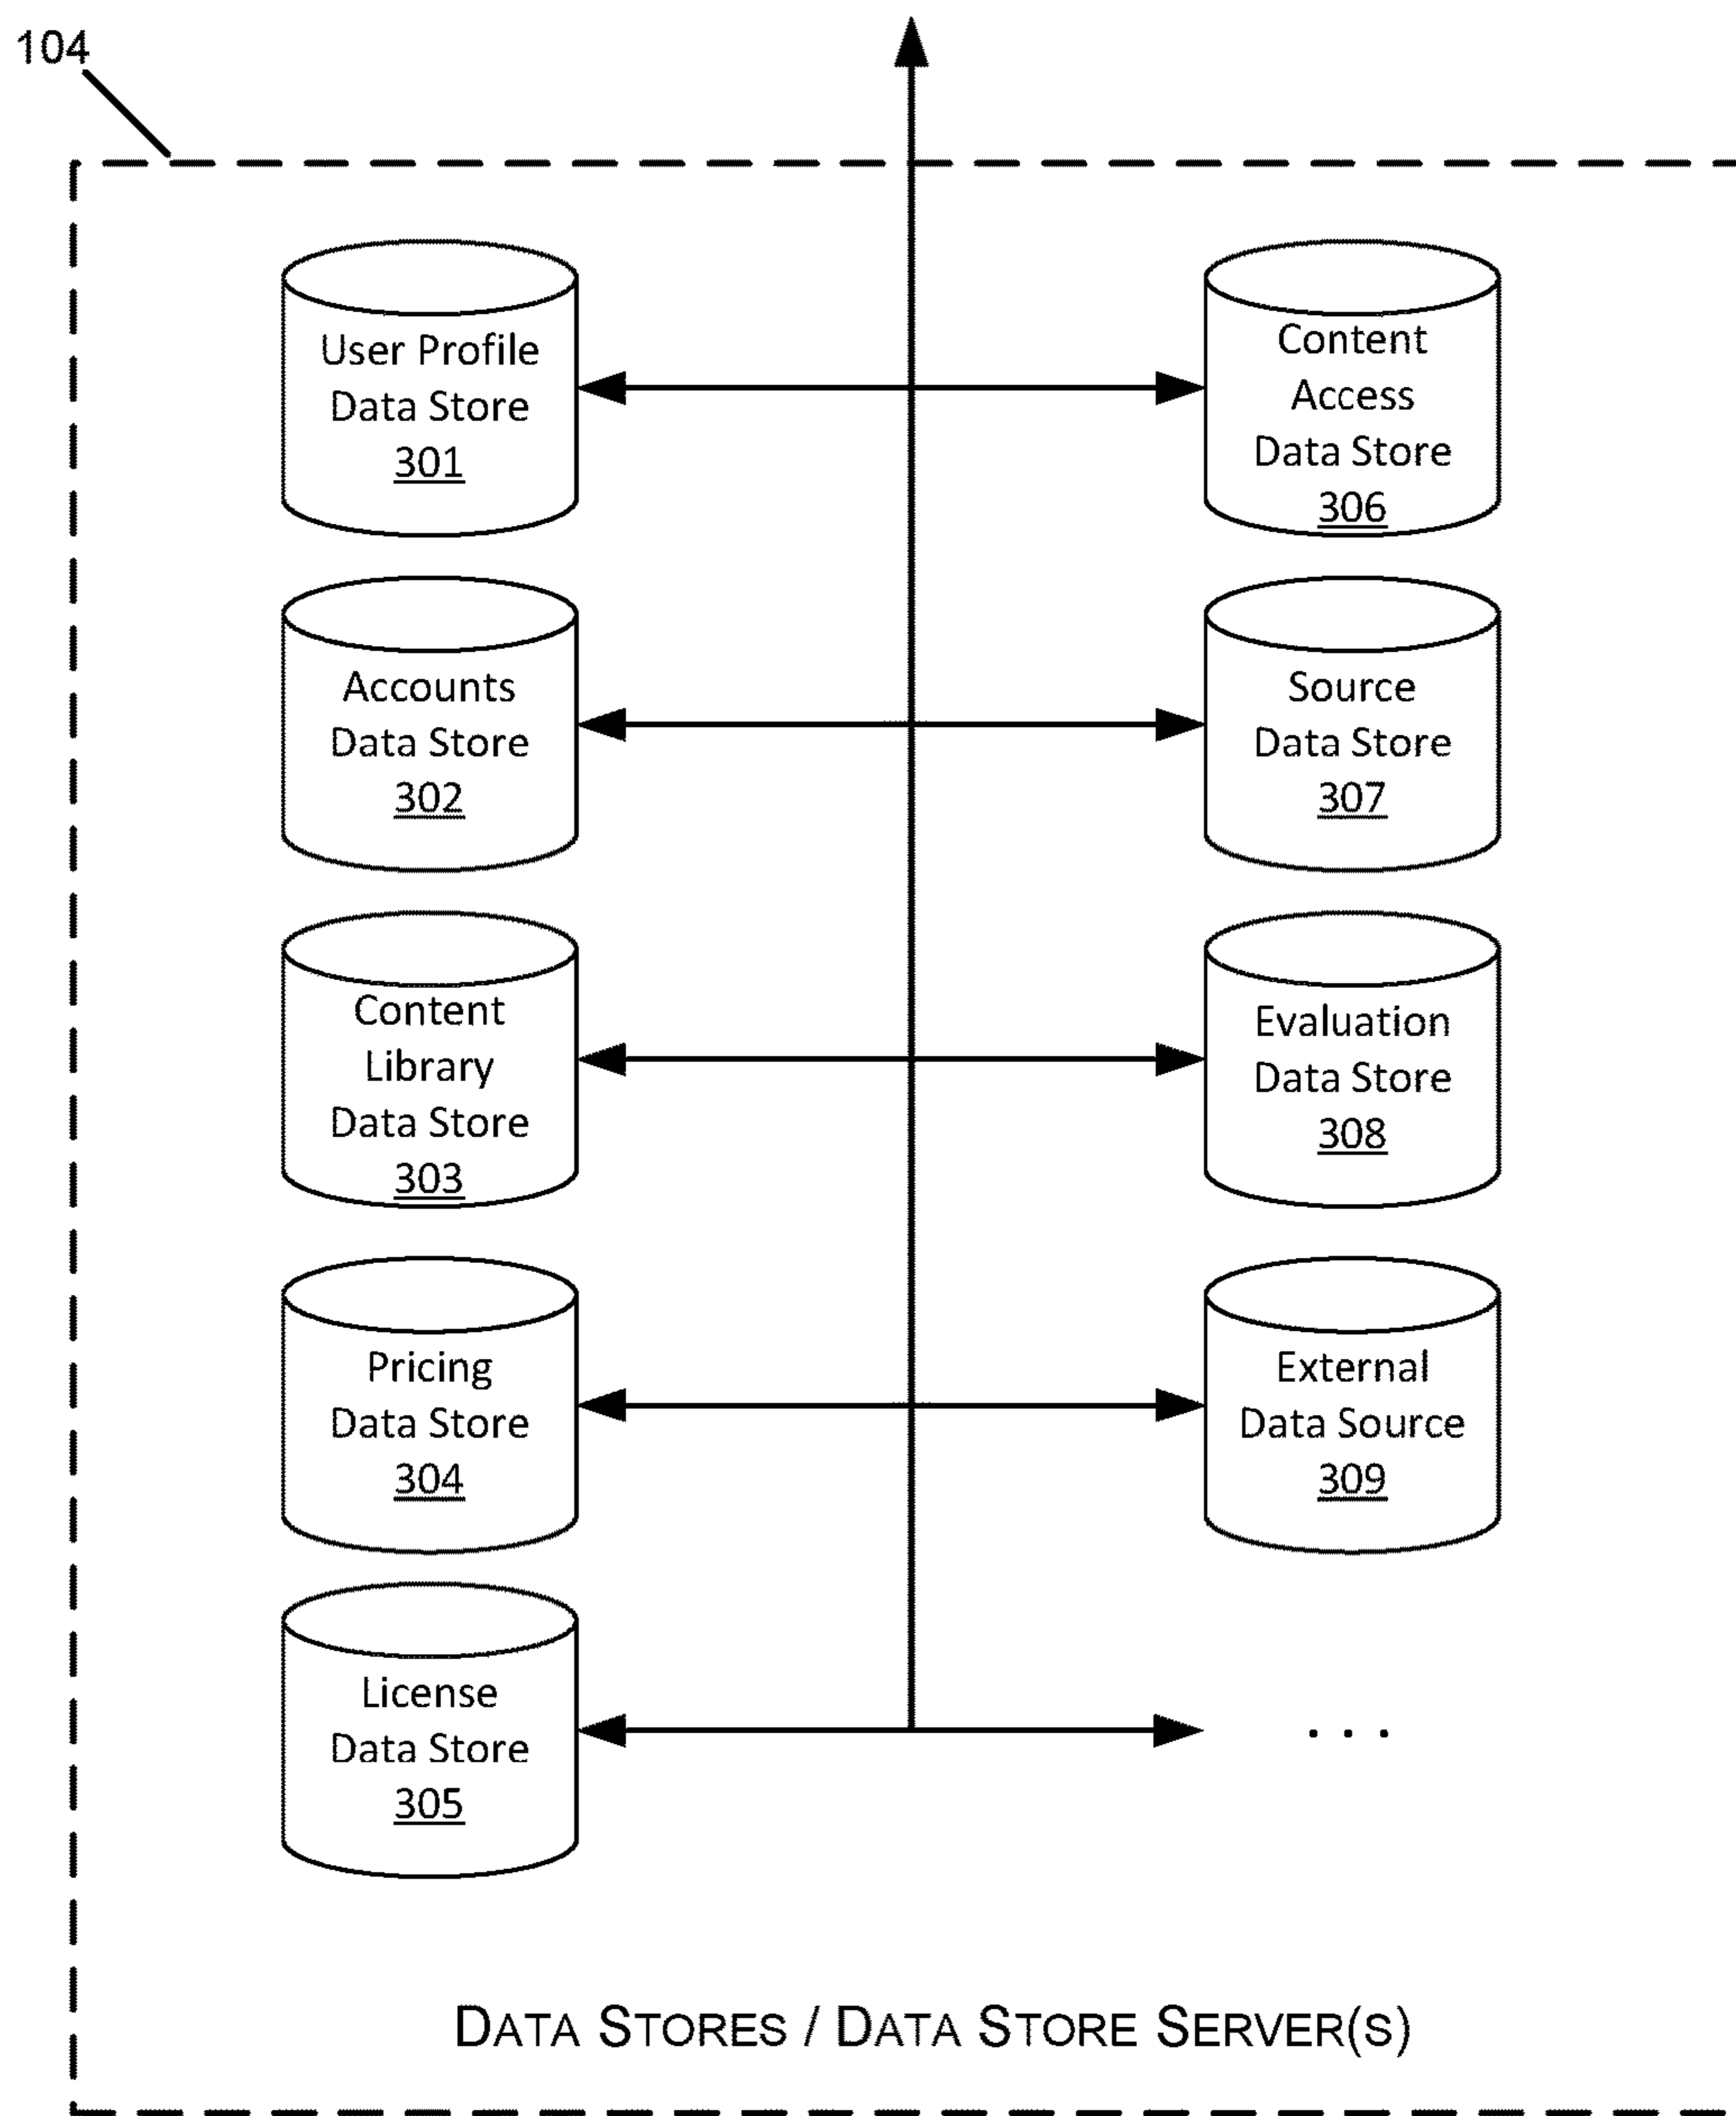 104
User Profile
Data Store
301
Content
Access
Data Store
306
Accounts
Data Store
302
Source
Data Store
307
Content
Library
Data Store
303
Evaluation
Data Store
308
Pricing
Data Store
304
External
Data Source
309
License
Data Store
305
. . .
DATA STORES / DATA STORE SERVER(S)